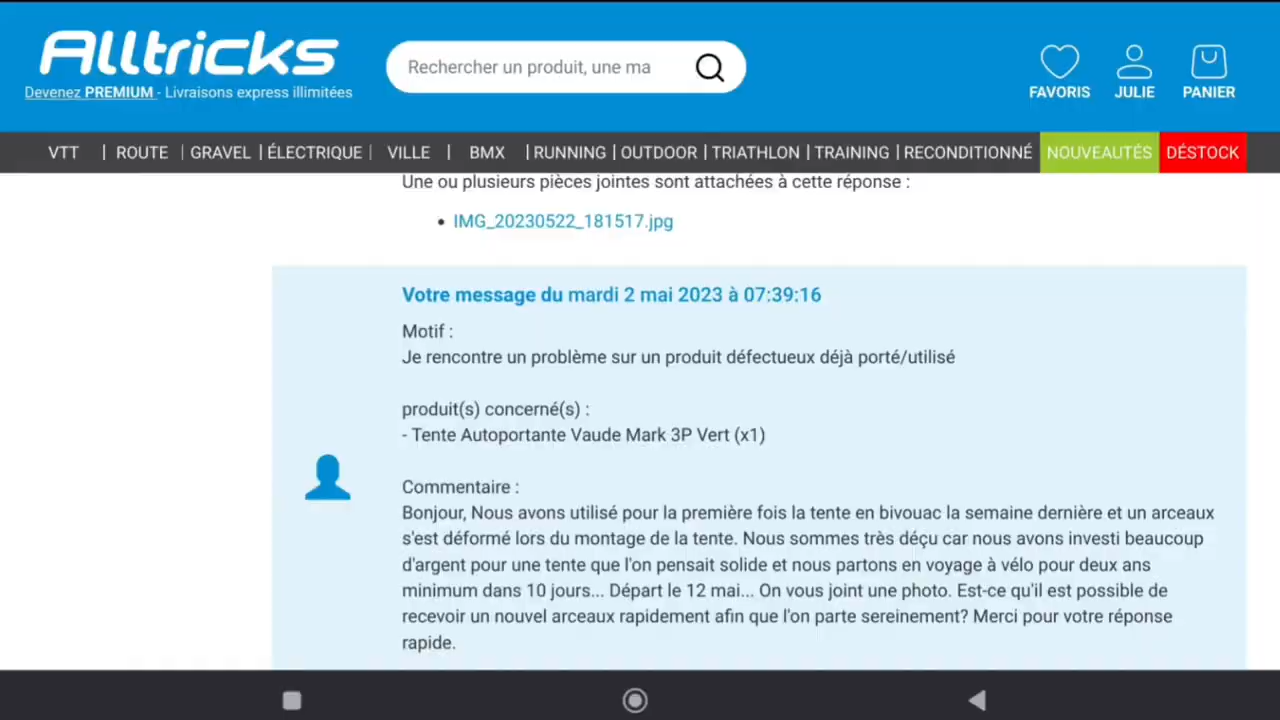 Alltricks
Devenez PREMIUM - Livraisons express illimitées
Rechercher un produit, une ma
FAVORIS
JULIE
PANIER
VTT | ROUTE | GRAVEL | ÉLECTRIQUE | VILLE | BMX | RUNNING | OUTDOOR | TRIATHLON | TRAINING | RECONDITIONNÉ NOUVEAUTÉS DÉSTOCK
Une ou plusieurs pièces jointes sont attachées à cette réponse :
• IMG_20230522_181517.jpg
Votre message du mardi 2 mai 2023 à 07:39:16
Motif :
Je rencontre un problème sur un produit défectueux déjà porté/utilisé
produit(s) concerné(s) :
- Tente Autoportante Vaude Mark 3P Vert (x1)
Commentaire :
Bonjour, Nous avons utilisé pour la première fois la tente en bivouac la semaine dernière et un arceaux
s'est déformé lors du montage de la tente. Nous sommes très déçu car nous avons investi beaucoup
d'argent pour une tente que l'on pensait solide et nous partons en voyage à vélo pour deux ans
minimum dans 10 jours... Départ le 12 mai... On vous joint une photo. Est-ce qu'il est possible de
recevoir un nouvel arceaux rapidement afin que l'on parte sereinement? Merci pour votre réponse
rapide.